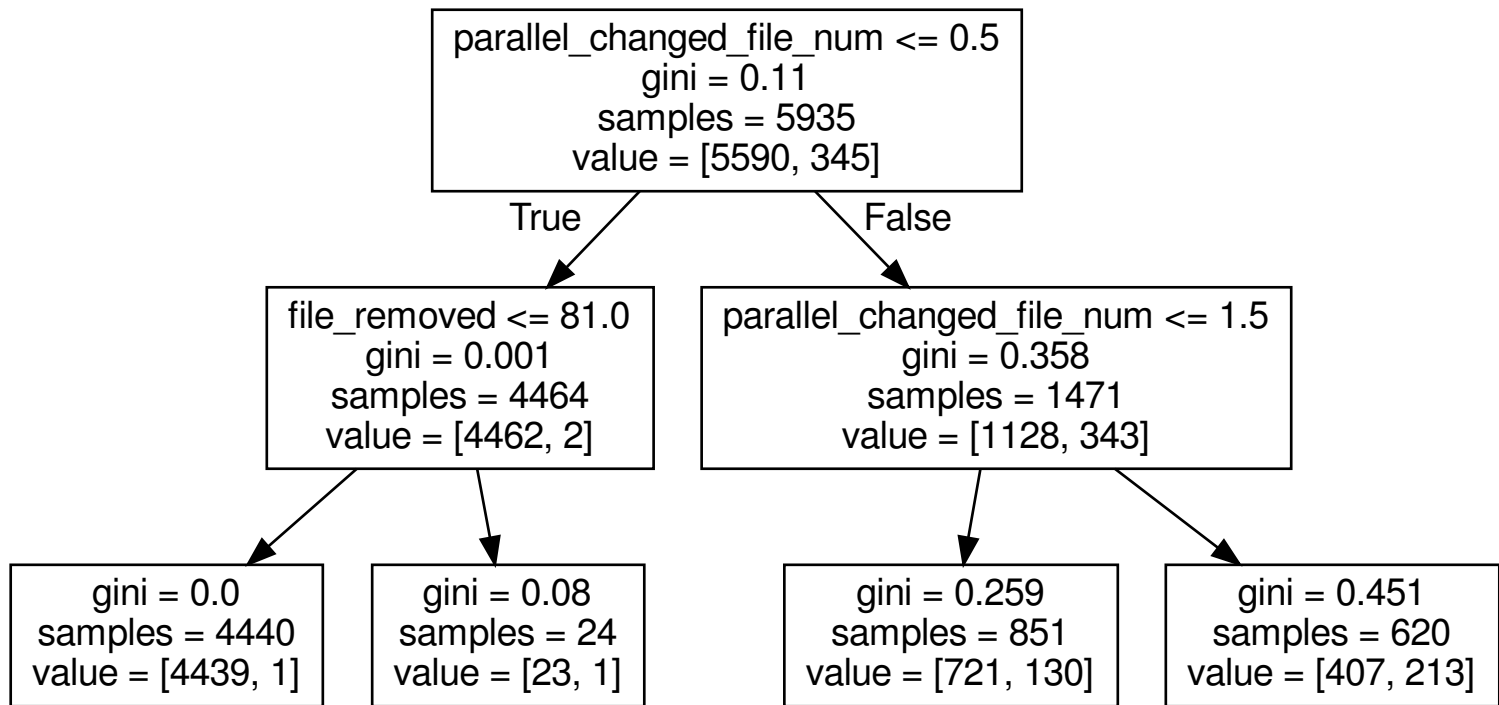 parallel_changed_file_num <= 0.5
gini = 0.11
samples = 5935
value = [5590, 345]
True
False
file_removed <= 81.0
gini = 0.001
samples = 4464
value = [4462, 2]
parallel_changed_file_num <= 1.5
gini = 0.358
samples = 1471
value = [1128, 343]
gini = 0.0
samples = 4440
value = [4439, 1]
gini = 0.08
samples = 24
value = [23, 1]
gini = 0.259
samples = 851
value = [721, 130]
gini = 0.451
samples = 620
value = [407, 213]